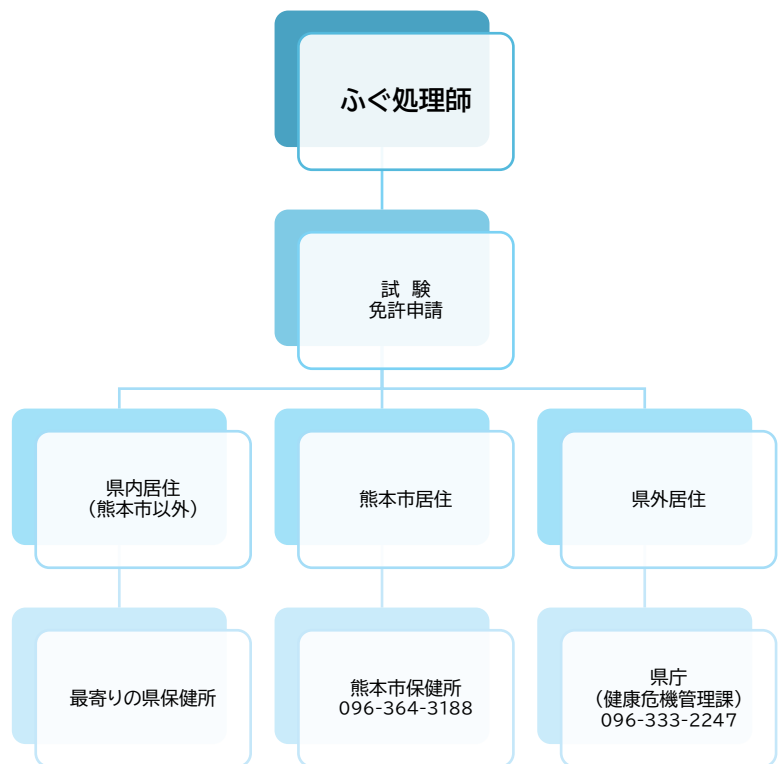 ふぐ処理師
試 験
免許申請
県内居住
(熊本市以外)
熊本市居住
県外居住
最寄りの県保健所
熊本市保健所
096-364-3188
県庁
(健康危機管理課)
096-333-2247